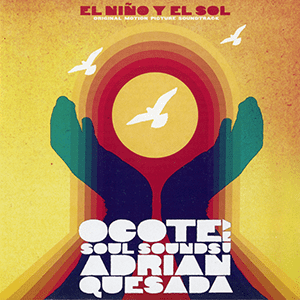 EL NIÑO Y EL SOL
ORIGINAL MOTION PICTURE SOUNDTRACK
OCOTE
SOUL SOUNDS
ADRIAN
QUESADA